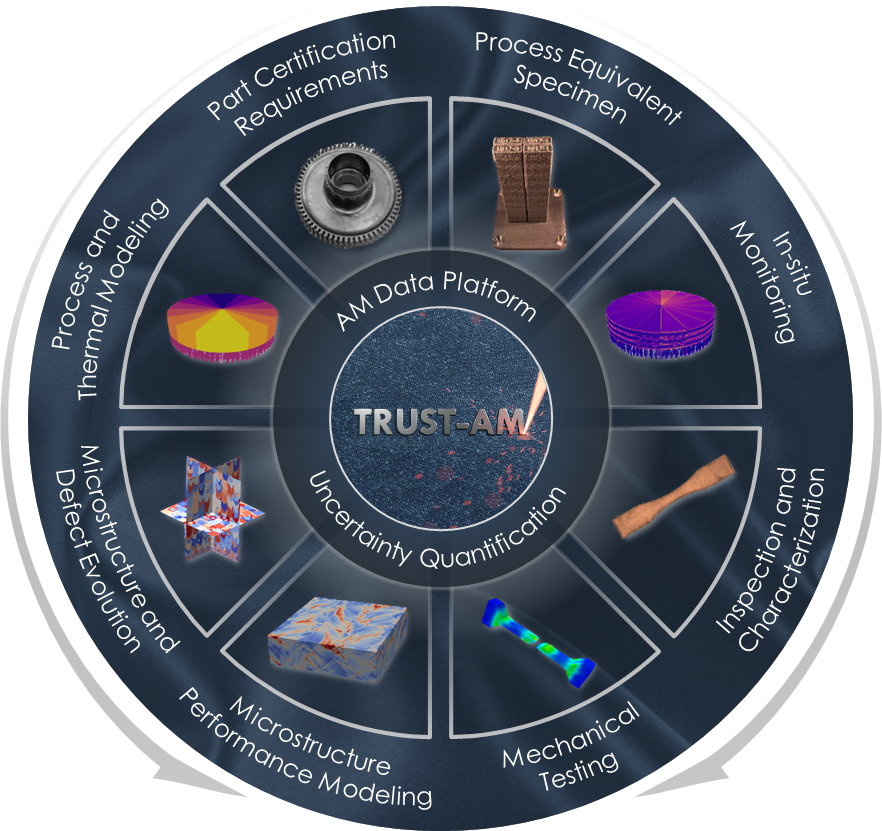 Part Certification
Requirements
Process Equivalent
Specimen
In-situ
Monitoring
Inspection and
Characterization
Mechanical
Testing
Microstructure
Performance Modeling
Microstructure and
Defect Evolution
Process and
Thermal Modeling
AM Data Platform
TRUST-AM
Uncertainty Quantification